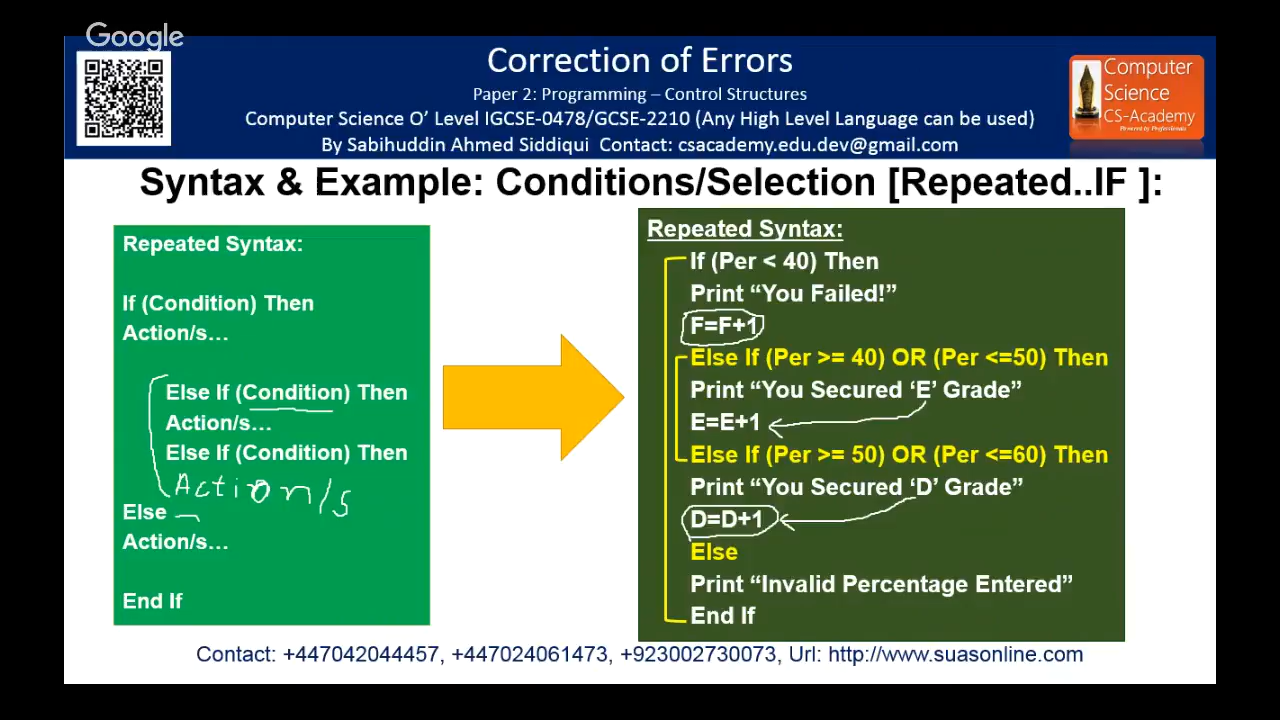 Google
Correction of Errors
Paper 2: Programming – Control Structures
Computer Science O’ Level IGCSE-0478/GCSE-2210 (Any High Level Language can be used)
By Sabihuddin Ahmed Siddiqui Contact: csacademy.edu.dev@gmail.com
Computer
Science
CS-Academy
Powered by Professionals
Syntax & Example: Conditions/Selection [Repeated..IF ]:
Repeated Syntax:
If (Condition) Then
Action/s…
Else If (Condition) Then
Action/s…
Else If (Condition) Then
Action/s
Else
Action/s…
End If
Repeated Syntax:
If (Per < 40) Then
Print “You Failed!”
F=F+1
Else If (Per >= 40) OR (Per <=50) Then
Print “You Secured ‘E’ Grade”
E=E+1
Else If (Per >= 50) OR (Per <=60) Then
Print “You Secured ‘D’ Grade”
D=D+1
Else
Print “Invalid Percentage Entered”
End If
Contact: +447042044457, +447024061473, +923002730073, Url: http://www.suasonline.com